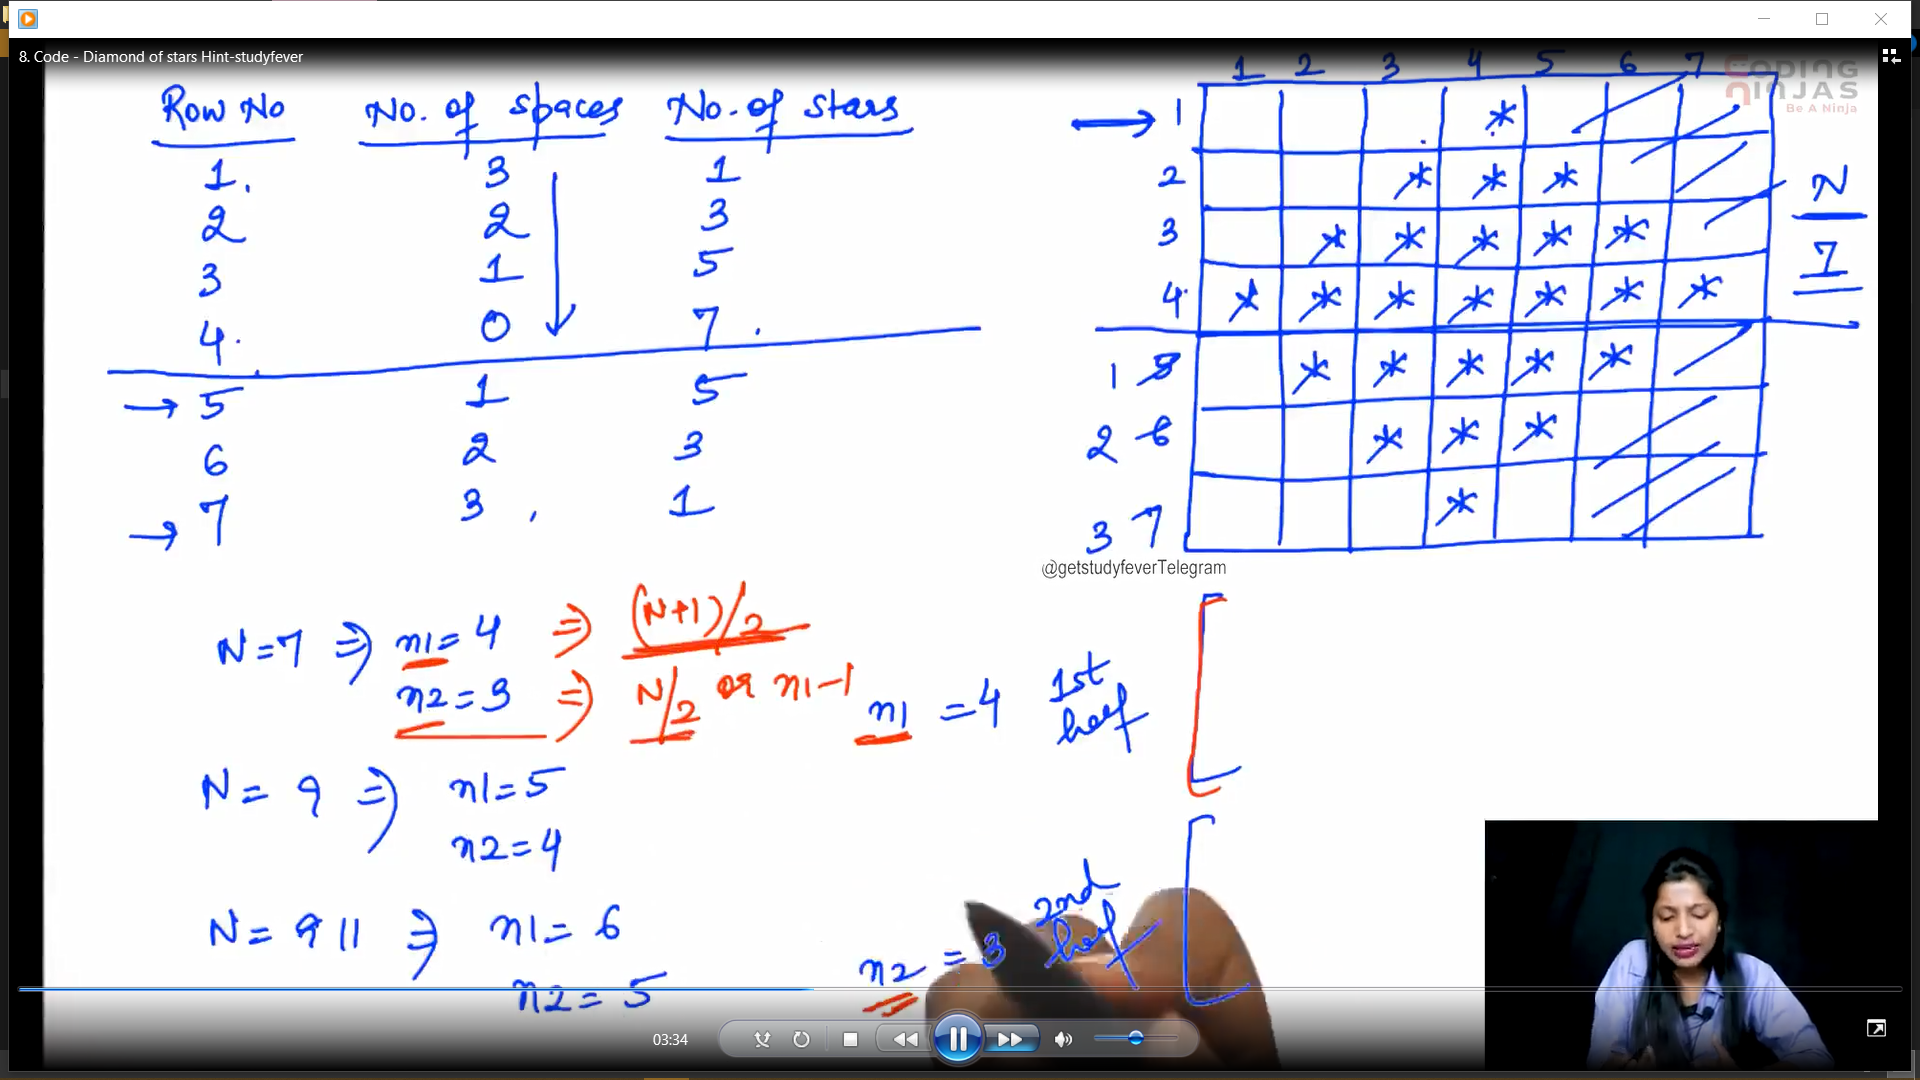 8. Code - Diamond of stars Hint-studyfever
CODING
NINJAS
Be A Ninja
Row No No. of spaces No. of stars
1. 3 1
2 2 3
3 1 5
4. 0 7.
→ 5 1 5
6 2 3
→ 7 3, 1
1 2 3 4 5 6 7
→ 1 *
2 * * *
3 * * * * *
4. * * * * * * *
1 5 * * * * *
2 6 * * *
3 7 *
N
7
@getstudyfeverTelegram
N=7 ⇒ n1=4 ⇒ (N+1)/2
n2=3 ⇒ N/2 or n1-1
n1 =4 1st
half
N= 9 ⇒ n1=5
n2=4
N= 9 11 ⇒ n1= 6
n2= 5
n2 = 3 2nd
half
03:34